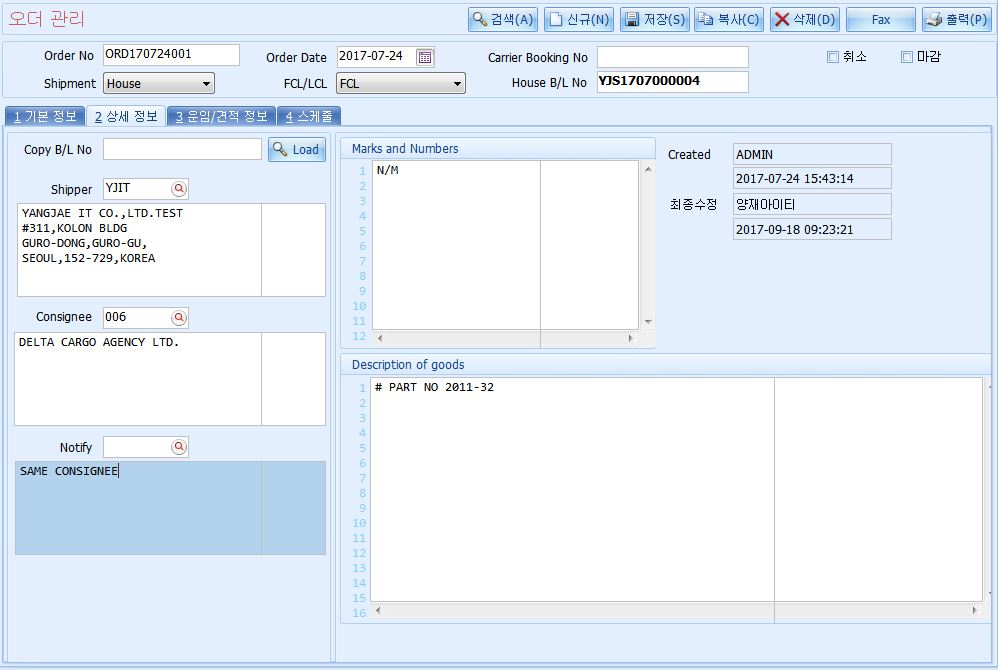 오더 관리
검색(A)
신규(N)
저장(S)
복사(C)
삭제(D)
Fax
출력(P)
Order No ORD170724001
Order Date 2017-07-24
Carrier Booking No
취소
마감
Shipment House
FCL/LCL FCL
House B/L No YJS1707000004
1 기본 정보
2 상세 정보
3 운임/견적 정보
4 스케줄
Copy B/L No
Load
Shipper YJIT
YANGJAE IT CO.,LTD.TEST
#311,KOLON BLDG
GURO-DONG,GURO-GU,
SEOUL,152-729,KOREA
Consignee 006
DELTA CARGO AGENCY LTD.
Notify
SAME CONSIGNEE
Marks and Numbers
1 N/M
2
3
4
5
6
7
8
9
10
11
12
Created ADMIN
2017-07-24 15:43:14
최종수정 양재아이티
2017-09-18 09:23:21
Description of goods
1 # PART NO 2011-32
2
3
4
5
6
7
8
9
10
11
12
13
14
15
16